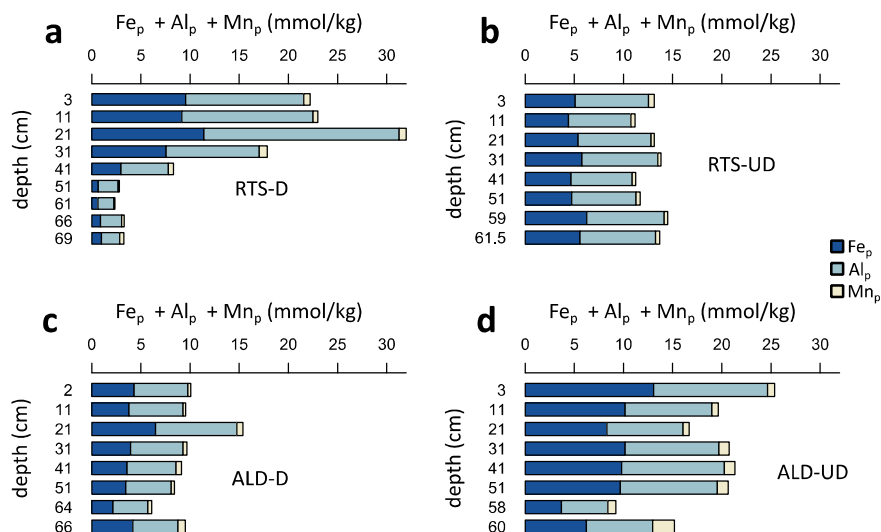 a
Fep + Alp + Mnp (mmol/kg)
0 5 10 15 20 25 30
depth (cm)
3
11
21
31
41
51
61
66
69
RTS-D
b
Fep + Alp + Mnp (mmol/kg)
0 5 10 15 20 25 30
depth (cm)
3
11
21
31
41
51
59
61.5
RTS-UD
Fep
Alp
Mnp
c
Fep + Alp + Mnp (mmol/kg)
0 5 10 15 20 25 30
depth (cm)
2
11
21
31
41
51
64
66
ALD-D
d
Fep + Alp + Mnp (mmol/kg)
0 5 10 15 20 25 30
depth (cm)
3
11
21
31
41
51
58
60
ALD-UD